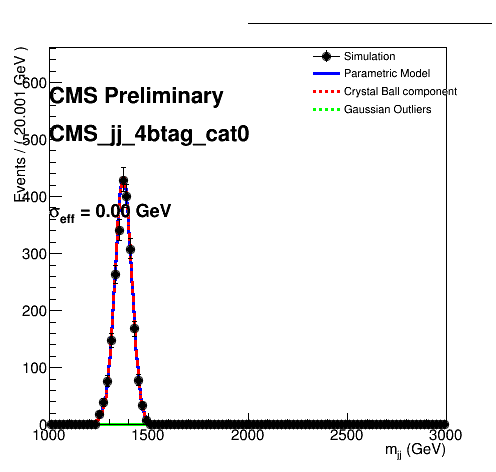 Simulation
Parametric Model
Crystal Ball component
Gaussian Outliers
CMS Preliminary
CMS_jj_4btag_cat0
σeff = 0.00 GeV
Events / ( 20.001 GeV )
600
500
400
300
200
100
0
1000 1500 2000 2500 3000
mjj (GeV)